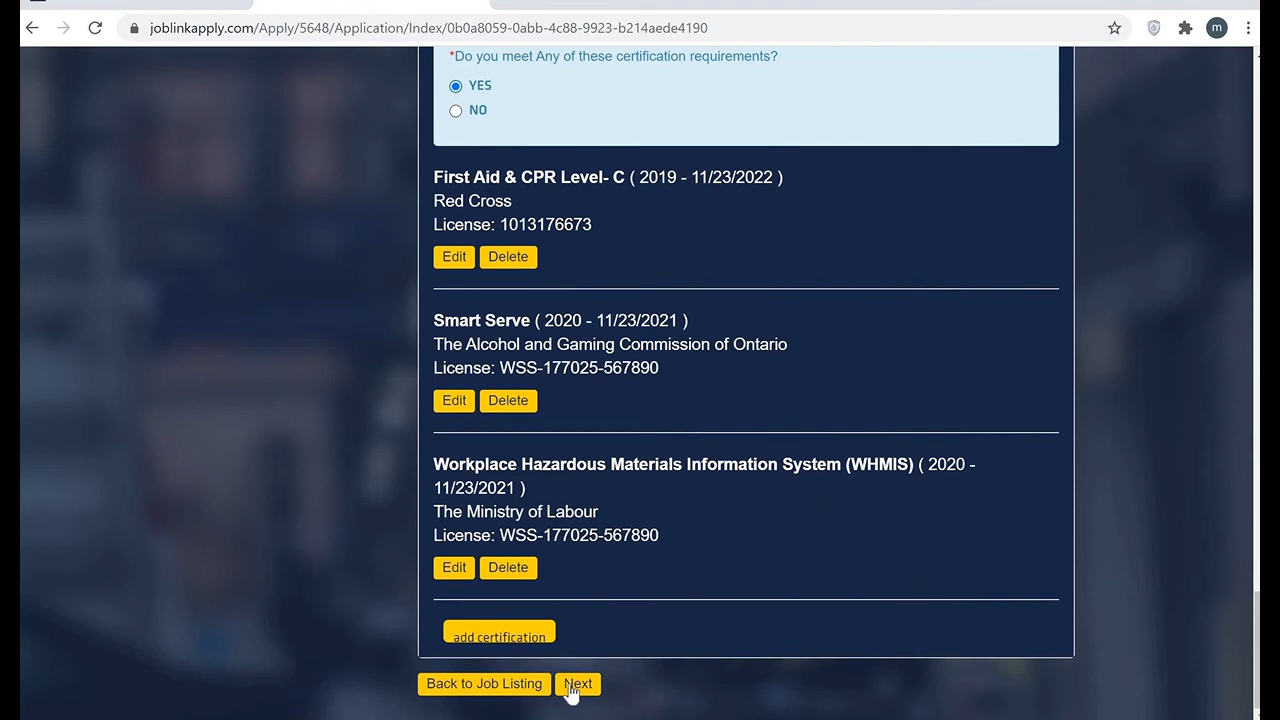 joblinkapply.com/Apply/5648/Application/Index/0b0a8059-0abb-4c88-9923-b214aede4190
m
*Do you meet Any of these certification requirements?
YES
NO
First Aid & CPR Level- C ( 2019 - 11/23/2022 )
Red Cross
License: 1013176673
Edit Delete
Smart Serve ( 2020 - 11/23/2021 )
The Alcohol and Gaming Commission of Ontario
License: WSS-177025-567890
Edit Delete
Workplace Hazardous Materials Information System (WHMIS) ( 2020 -
11/23/2021 )
The Ministry of Labour
License: WSS-177025-567890
Edit Delete
add certification
Back to Job Listing Next